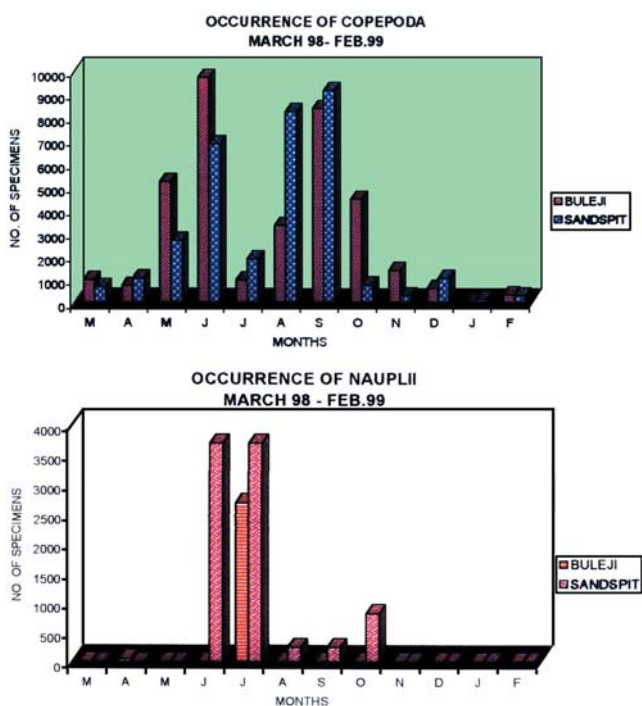 OCCURRENCE OF COPEPODA
MARCH 98- FEB.99
NO. OF SPECIMENS
10000
9000
8000
7000
6000
5000
4000
3000
2000
1000
0
M A M J J A S O N D J F
MONTHS
BULEJI
SANDSPIT
OCCURRENCE OF NAUPLII
MARCH 98 - FEB.99
NO. OF SPECIMENS
4000
3500
3000
2500
2000
1500
1000
500
0
M A M J J A S O N D J F
MONTHS
BULEJI
SANDSPIT